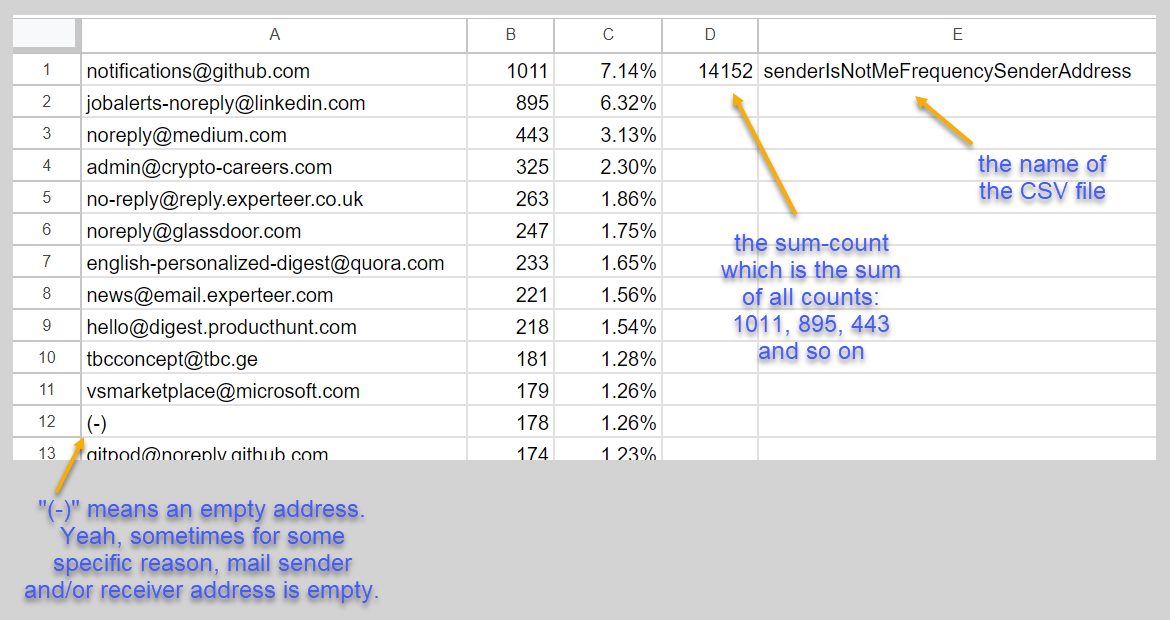 A B C D E
1 notifications@github.com 1011 7.14% 14152 senderIsNotMeFrequencySenderAddress
2 jobalerts-noreply@linkedin.com 895 6.32%
3 noreply@medium.com 443 3.13%
4 admin@crypto-careers.com 325 2.30%
5 no-reply@reply.experteer.co.uk 263 1.86%
6 noreply@glassdoor.com 247 1.75%
7 english-personalized-digest@quora.com 233 1.65%
8 news@email.experteer.com 221 1.56%
9 hello@digest.producthunt.com 218 1.54%
10 tbcconcept@tbc.ge 181 1.28%
11 vsmarketplace@microsoft.com 179 1.26%
12 (-) 178 1.26%
13 gitpod@noreply.github.com 174 1.23%
the name of
the CSV file
the sum-count
which is the sum
of all counts:
1011, 895, 443
and so on
"(-)" means an empty address.
Yeah, sometimes for some
specific reason, mail sender
and/or receiver address is empty.